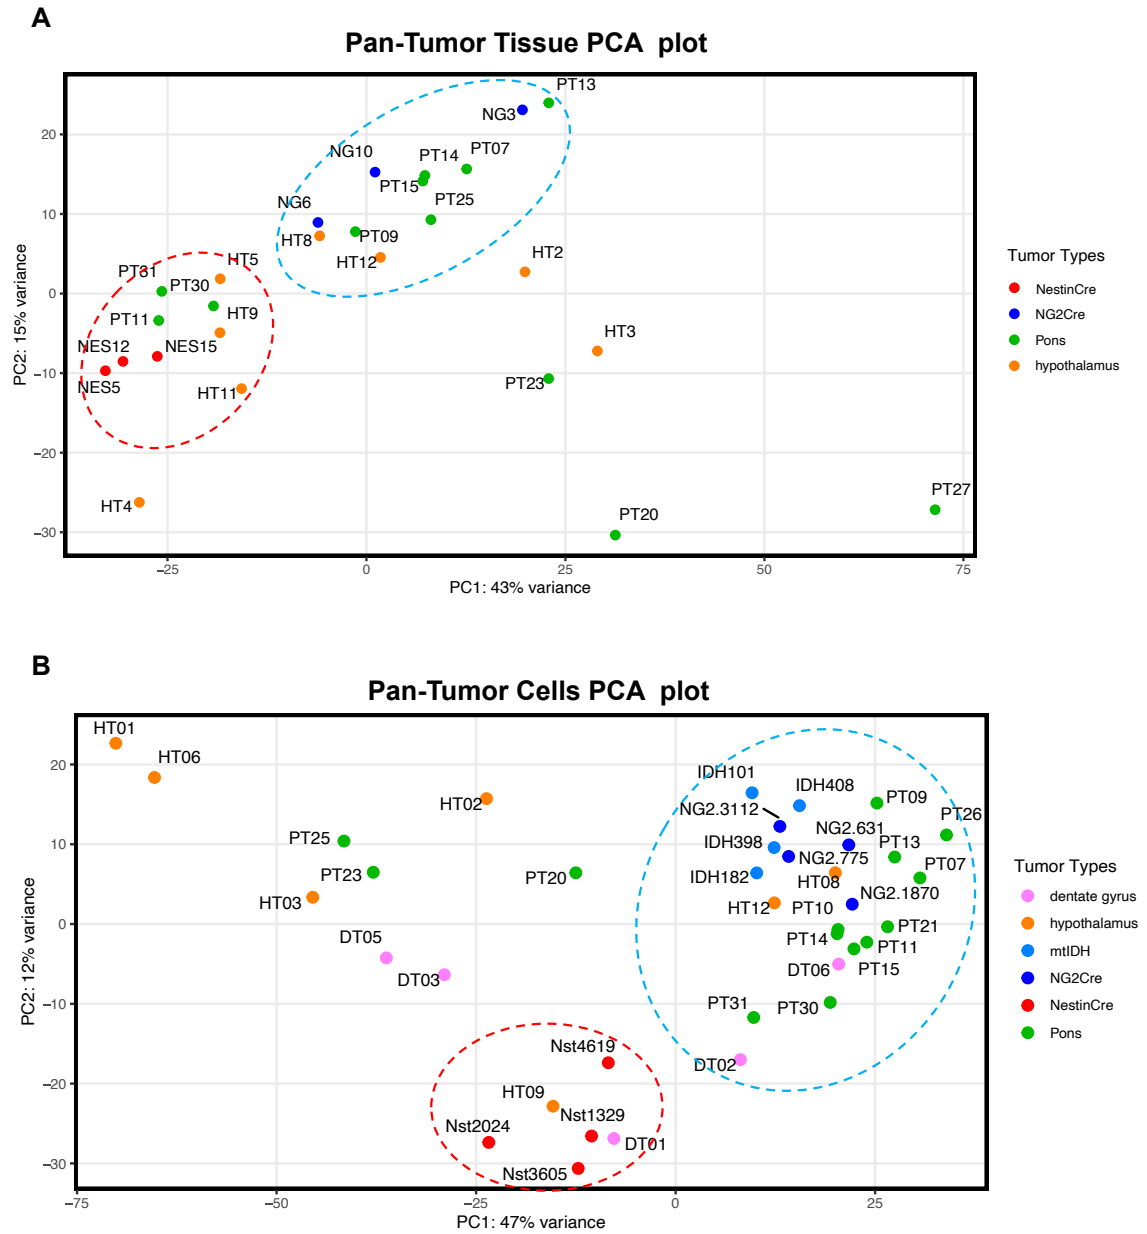 A
Pan-Tumor Tissue PCA plot
PT13
NG3
NG10
PT14
PT07
PT15
NG6
PT25
HT8
PT09
HT12
HT2
HT5
PT31
PT30
PT11
HT9
NES12
NES15
NES5
HT11
HT3
PT23
HT4
PT20
PT27
20
10
0
−10
−20
−30
PC2: 15% variance
−25
0
25
50
75
PC1: 43% variance
Tumor Types
NestinCre
NG2Cre
Pons
hypothalamus
B
Pan-Tumor Cells PCA plot
HT01
HT06
HT02
PT25
PT23
PT20
HT03
DT05
DT03
IDH101
IDH408
NG2.3112
PT09
PT26
NG2.631
IDH398
PT13
NG2.775
PT07
IDH182
HT08
NG2.1870
HT12
PT10
PT21
PT14
PT11
DT06
PT15
PT31
PT30
DT02
Nst4619
HT09
Nst1329
Nst2024
DT01
Nst3605
20
10
0
−10
−20
−30
PC2: 12% variance
−75
−50
−25
0
25
PC1: 47% variance
Tumor Types
dentate gyrus
hypothalamus
mtIDH
NG2Cre
NestinCre
Pons